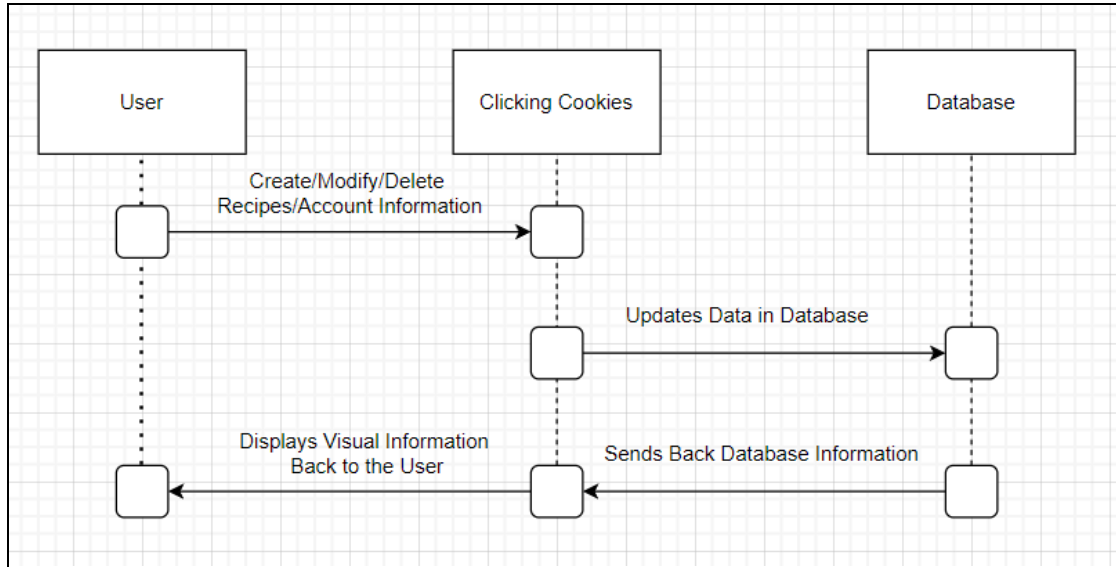 User
Clicking Cookies
Database
Create/Modify/Delete
Recipes/Account Information
Updates Data in Database
Displays Visual Information
Back to the User
Sends Back Database Information